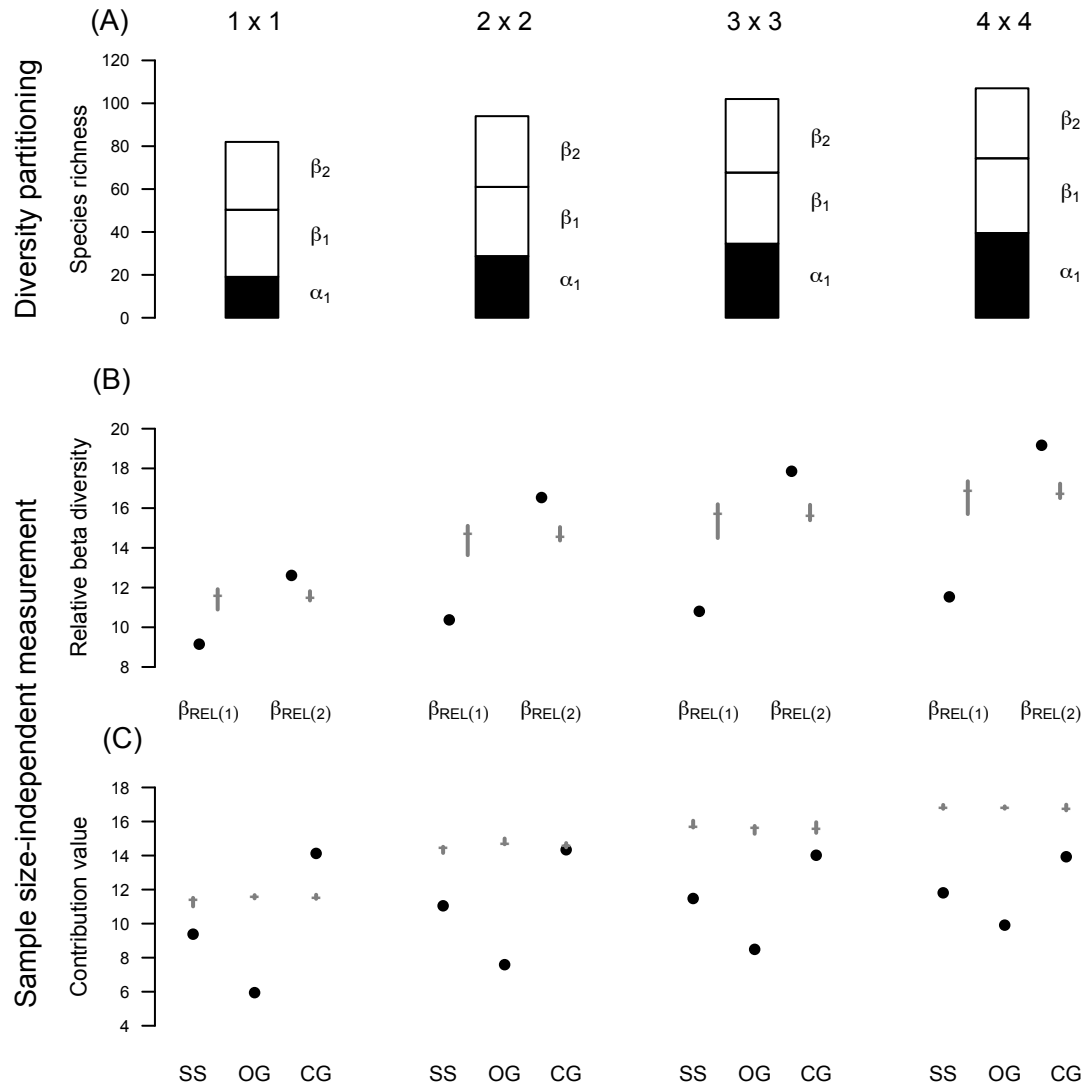 (A)
1 x 1
2 x 2
3 x 3
4 x 4
Diversity partitioning
Species richness
120
100
80
60
40
20
0
β2
β1
α1
β2
β1
α1
β2
β1
α1
β2
β1
α1
Sample size-independent measurement
(B)
Relative beta diversity
20
18
16
14
12
10
8
βREL(1) βREL(2)
βREL(1) βREL(2)
βREL(1) βREL(2)
βREL(1) βREL(2)
(C)
Contribution value
18
16
14
12
10
8
6
4
SS OG CG
SS OG CG
SS OG CG
SS OG CG